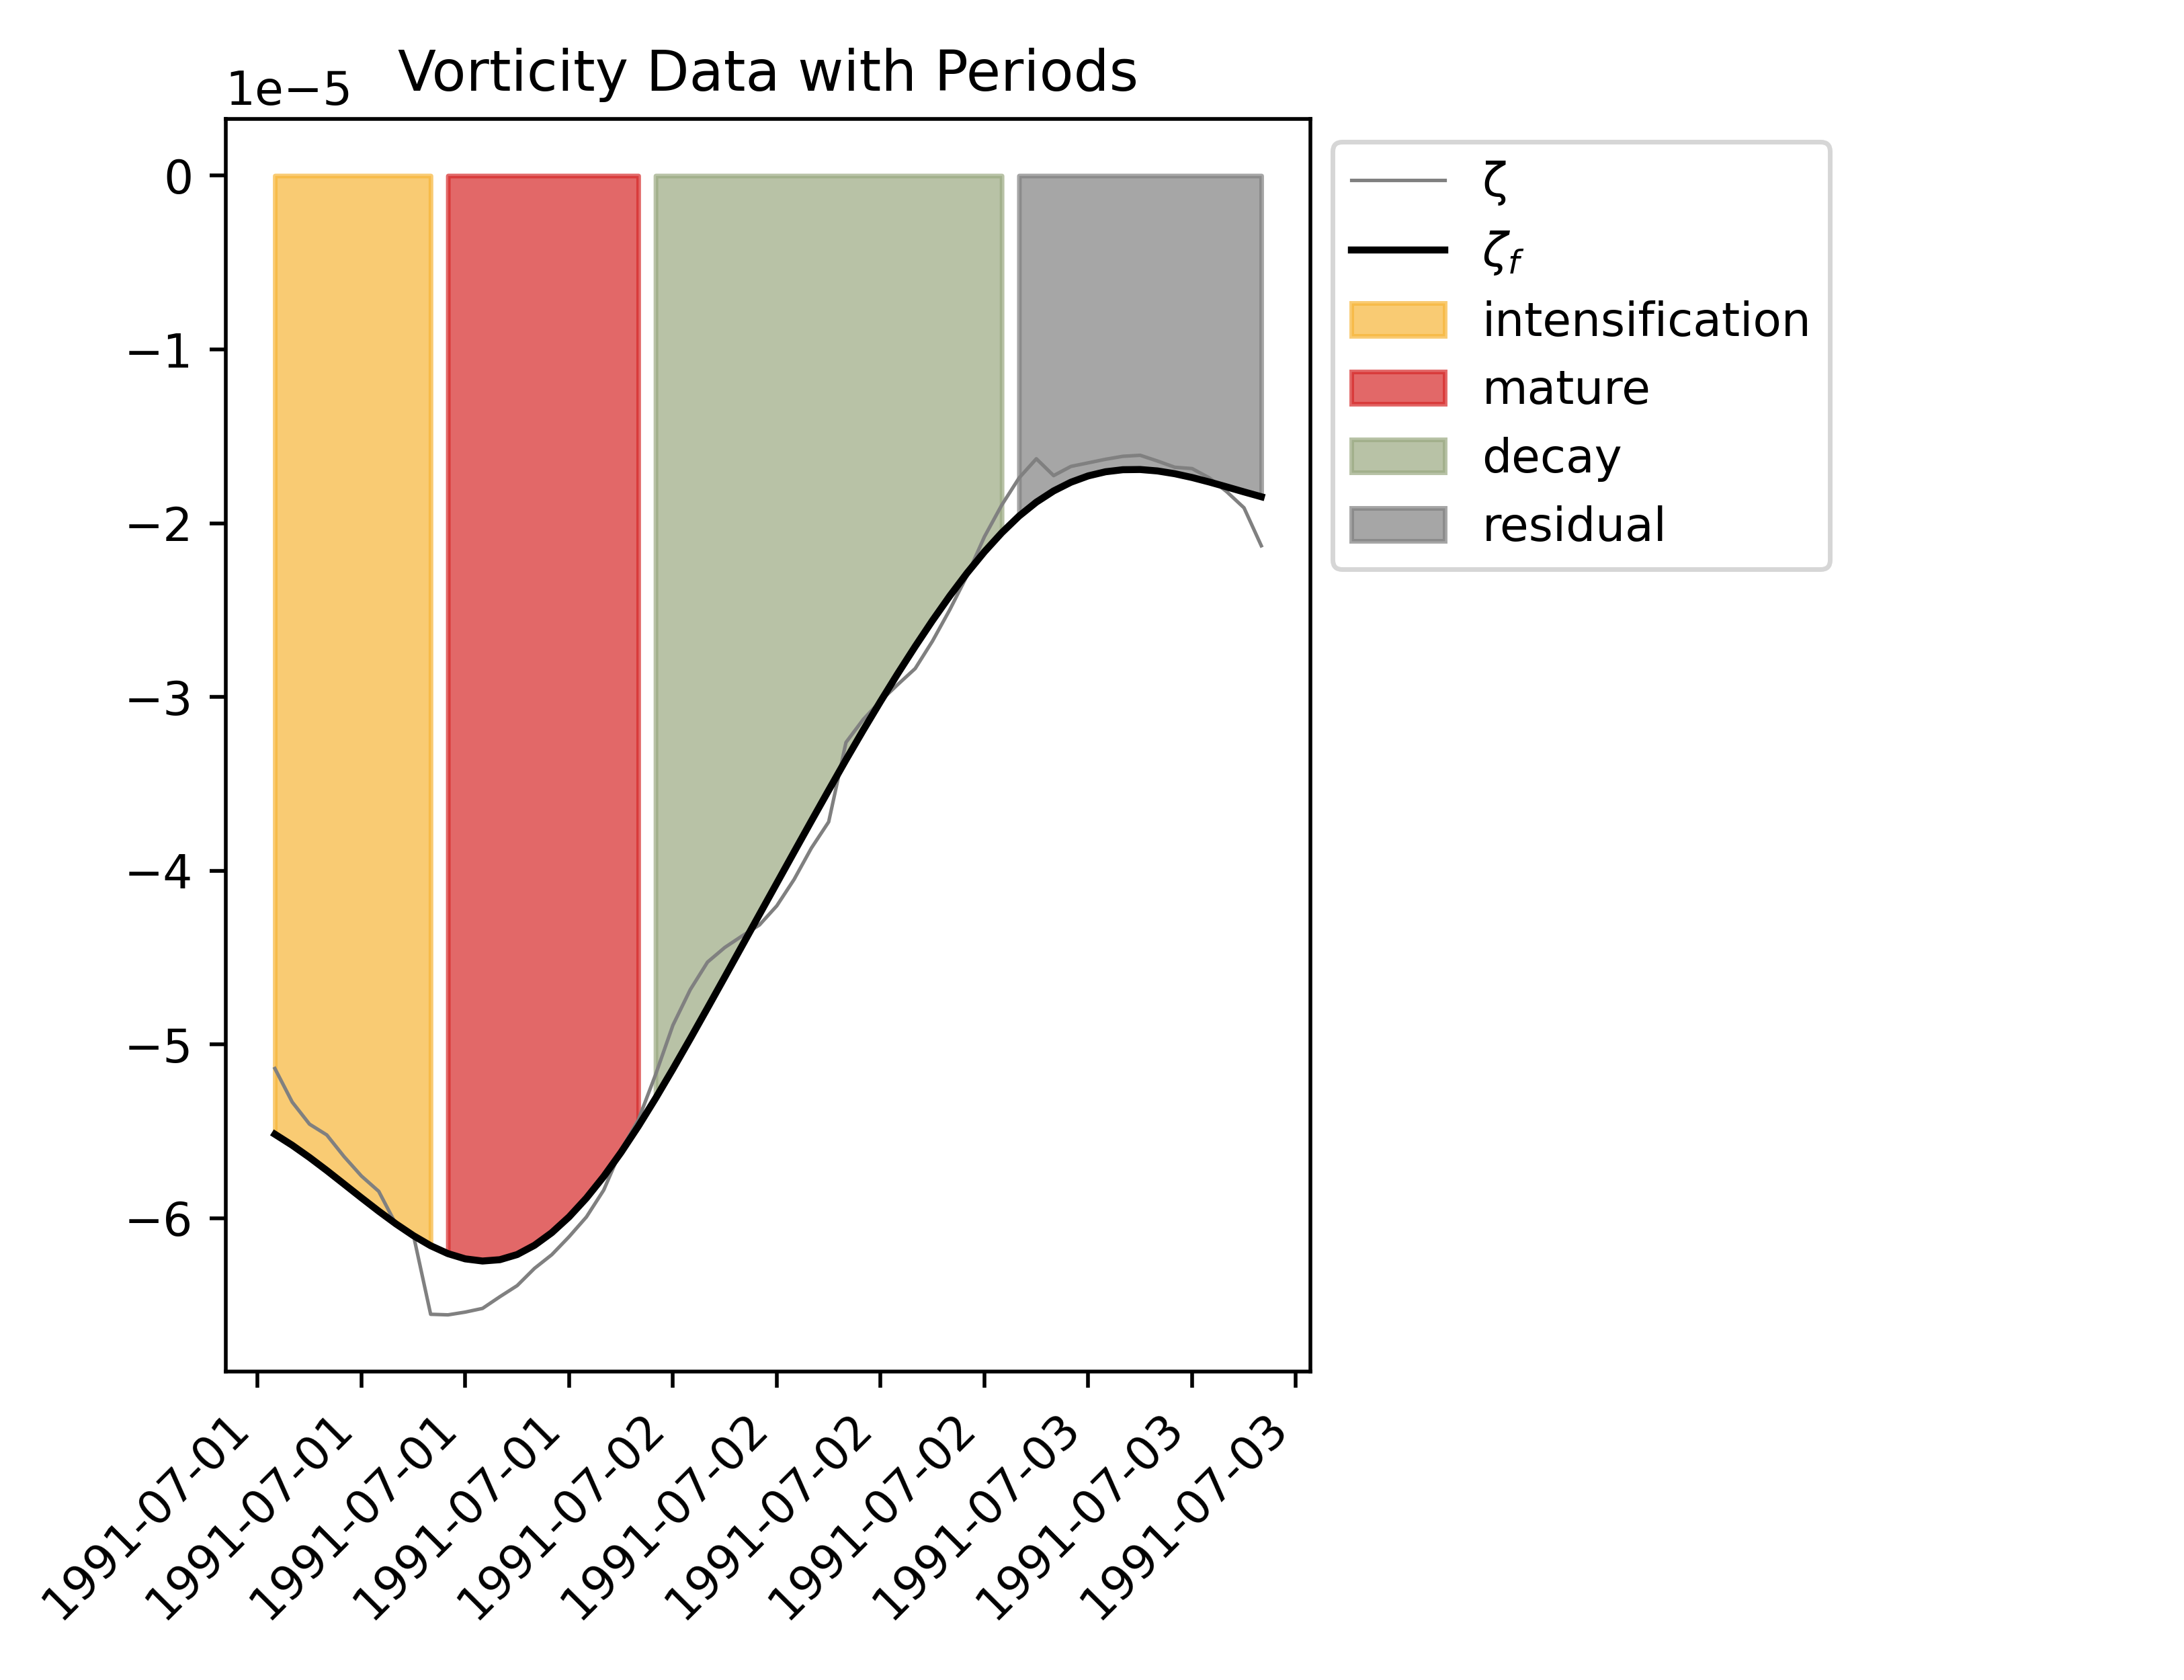 Vorticity Data with Periods
1e−5
0
−1
−2
−3
−4
−5
−6
1991-07-01
1991-07-01
1991-07-01
1991-07-01
1991-07-02
1991-07-02
1991-07-02
1991-07-02
1991-07-03
1991-07-03
1991-07-03
ζ
ζf
intensification
mature
decay
residual